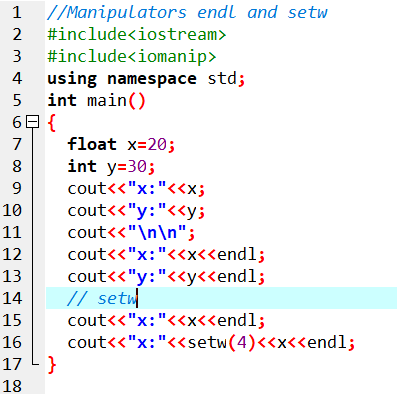 1 //Manipulators endl and setw
2 #include<iostream>
3 #include<iomanip>
4 using namespace std;
5 int main()
6 {
7 float x=20;
8 int y=30;
9 cout<<"x:"<<x;
10 cout<<"y:"<<y;
11 cout<<"\n\n";
12 cout<<"x:"<<x<<endl;
13 cout<<"y:"<<y<<endl;
14 // setw
15 cout<<"x:"<<x<<endl;
16 cout<<"x:"<<setw(4)<<x<<endl;
17 }
18